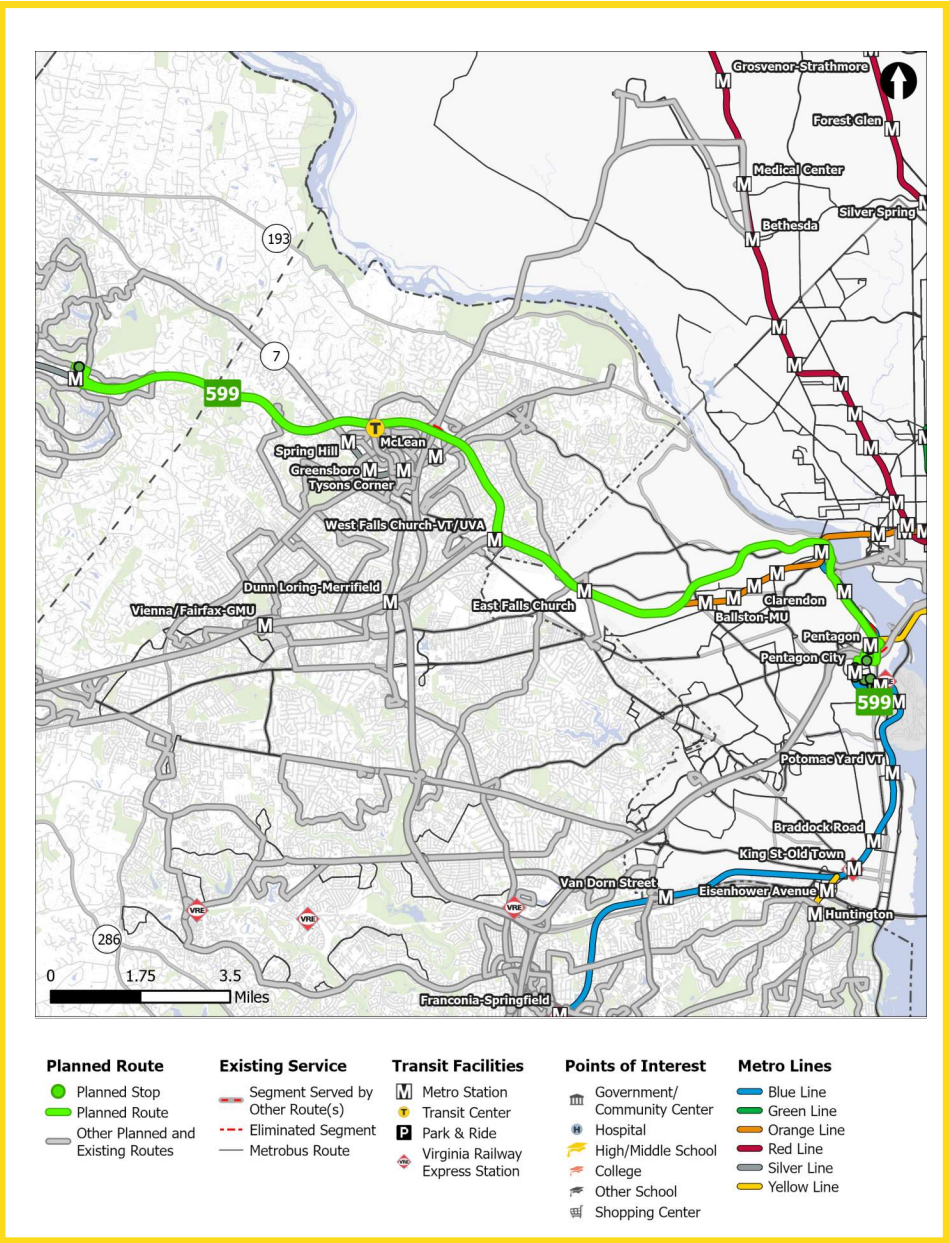 Grosvenor-Strathmore
Forest Glen
Medical Center
Silver Spring
Bethesda
193
7
599
T
McLean
Spring Hill
Greensboro
Tysons Corner
West Falls Church-VT/UVA
Dunn Loring-Merrifield
East Falls Church
Clarendon
Vienna/Fairfax-GMU
Ballston-MU
Pentagon
Pentagon City
599
Potomac Yard VT
Braddock Road
King St-Old Town
Van Dorn Street
Eisenhower Avenue
VRE
VRE
VRE
Huntington
286
0 1.75 3.5
Miles
Franconia-Springfield
Planned Route
Planned Stop
Planned Route
Other Planned and
Existing Routes
Existing Service
Segment Served by
Other Route(s)
Eliminated Segment
Metrobus Route
Transit Facilities
M Metro Station
T Transit Center
P Park & Ride
VRE Virginia Railway
Express Station
Points of Interest
Government/
Community Center
H Hospital
High/Middle School
College
Other School
Shopping Center
Metro Lines
Blue Line
Green Line
Orange Line
Red Line
Silver Line
Yellow Line